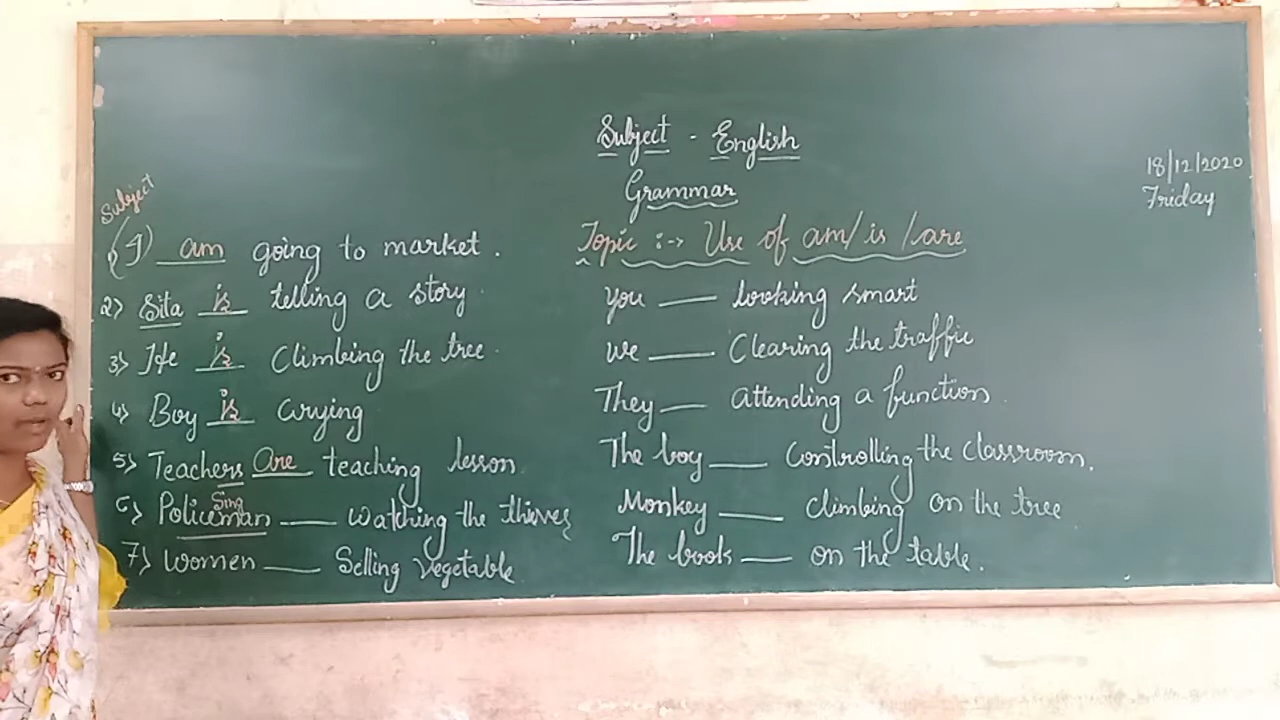 Subject - English
Grammar
18/12/2020
Friday
Topic :-> Use of am/is/are
Subject
(I) am going to market.
2> Sita is telling a story.
3> He is Climbing the tree.
4> Boy is crying
5> Teachers Are teaching lesson
Sing
6> Policeman ___ watching the thieves
7> Women ___ Selling Vegetable
You ___ looking smart
We ___ Clearing the traffic
They ___ attending a function.
The boy ___ Controlling the Classroom.
Monkey ___ climbing on the tree
The book ___ on the table.